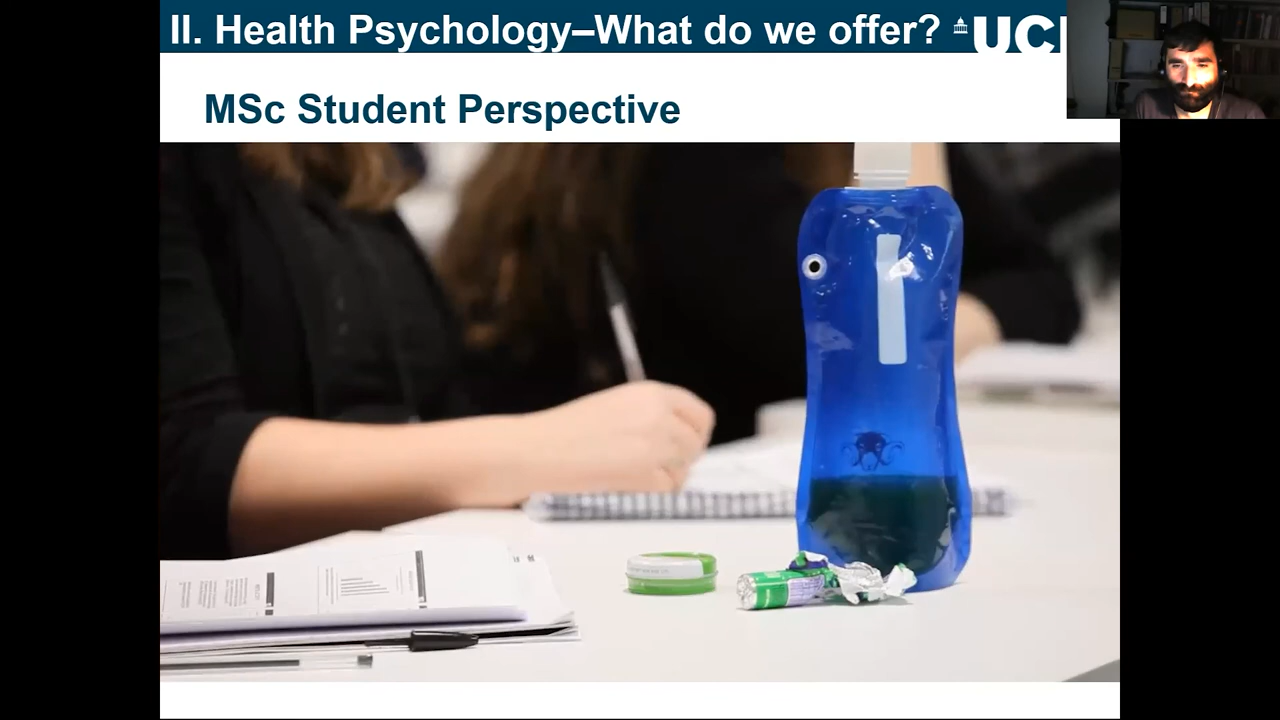 II. Health Psychology–What do we offer?
UCL
MSc Student Perspective